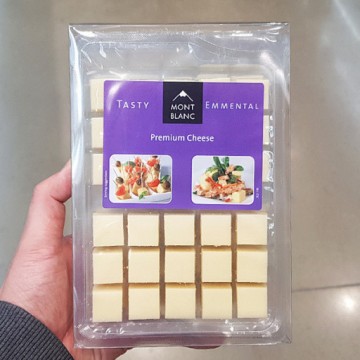 TASTY
MONT
BLANC
EMMENTAL
Premium Cheese